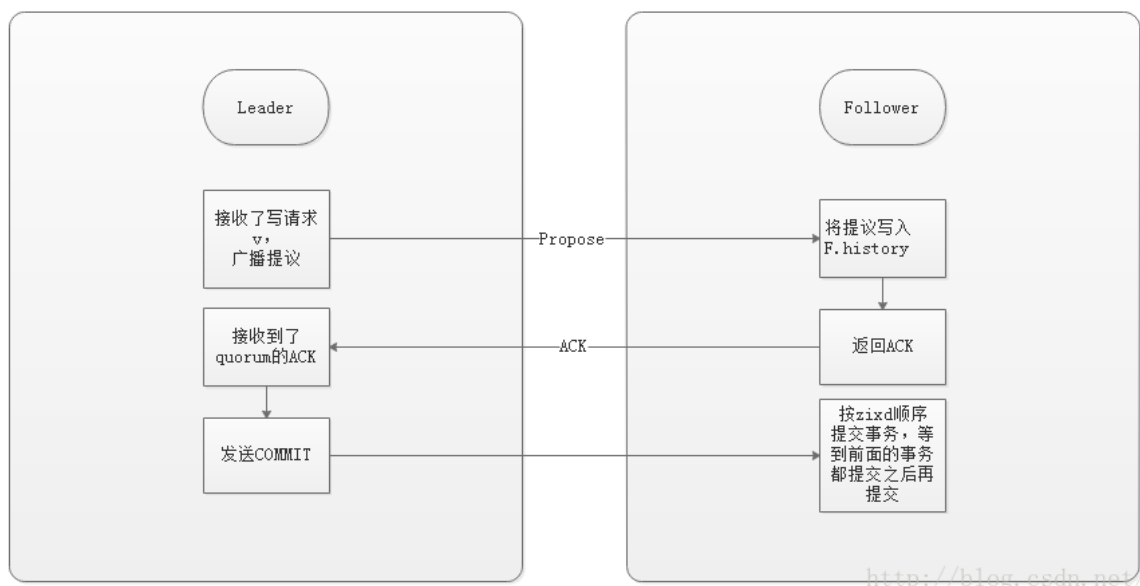 Leader
Follower
接收了写请求
v,
广播提议
Propose
将提议写入
F.history
接收到了
quorum的ACK
ACK
返回ACK
发送COMMIT
按zixd顺序
提交事务，等
到前面的事务
都提交之后再
提交
http://blog.csdn.net/